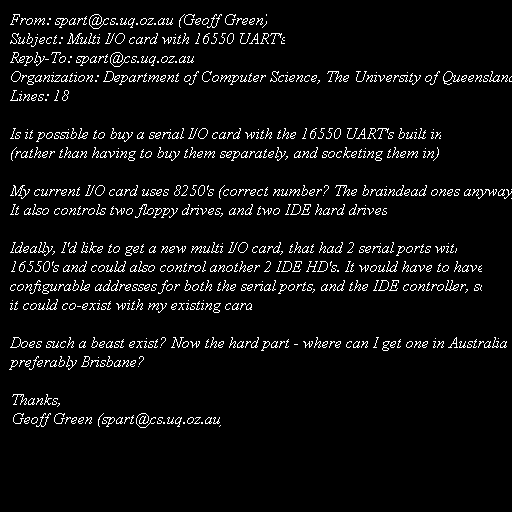 From: spart@cs.uq.oz.au (Geoff Green)
Subject: Multi I/O card with 16550 UART's
Reply-To: spart@cs.uq.oz.au
Organization: Department of Computer Science, The University of Queensland
Lines: 18

Is it possible to buy a serial I/O card with the 16550 UART's built in
(rather than having to buy them separately, and socketing them in)

My current I/O card uses 8250's (correct number? The braindead ones anyway
It also controls two floppy drives, and two IDE hard drives

Ideally, I'd like to get a new multi I/O card, that had 2 serial ports with
16550's and could also control another 2 IDE HD's. It would have to have
configurable addresses for both the serial ports, and the IDE controller, so
it could co-exist with my existing card

Does such a beast exist? Now the hard part - where can I get one in Australia
preferably Brisbane?

Thanks,
Geoff Green (spart@cs.uq.oz.au)